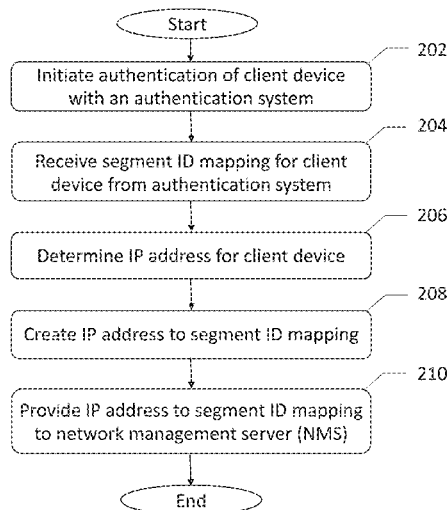 Start
202
Initiate authentication of client device
with an authentication system
204
Receive segment ID mapping for client
device from authentication system
206
Determine IP address for client device
208
Create IP address to segment ID mapping
210
Provide IP address to segment ID mapping
to network management server (NMS)
End